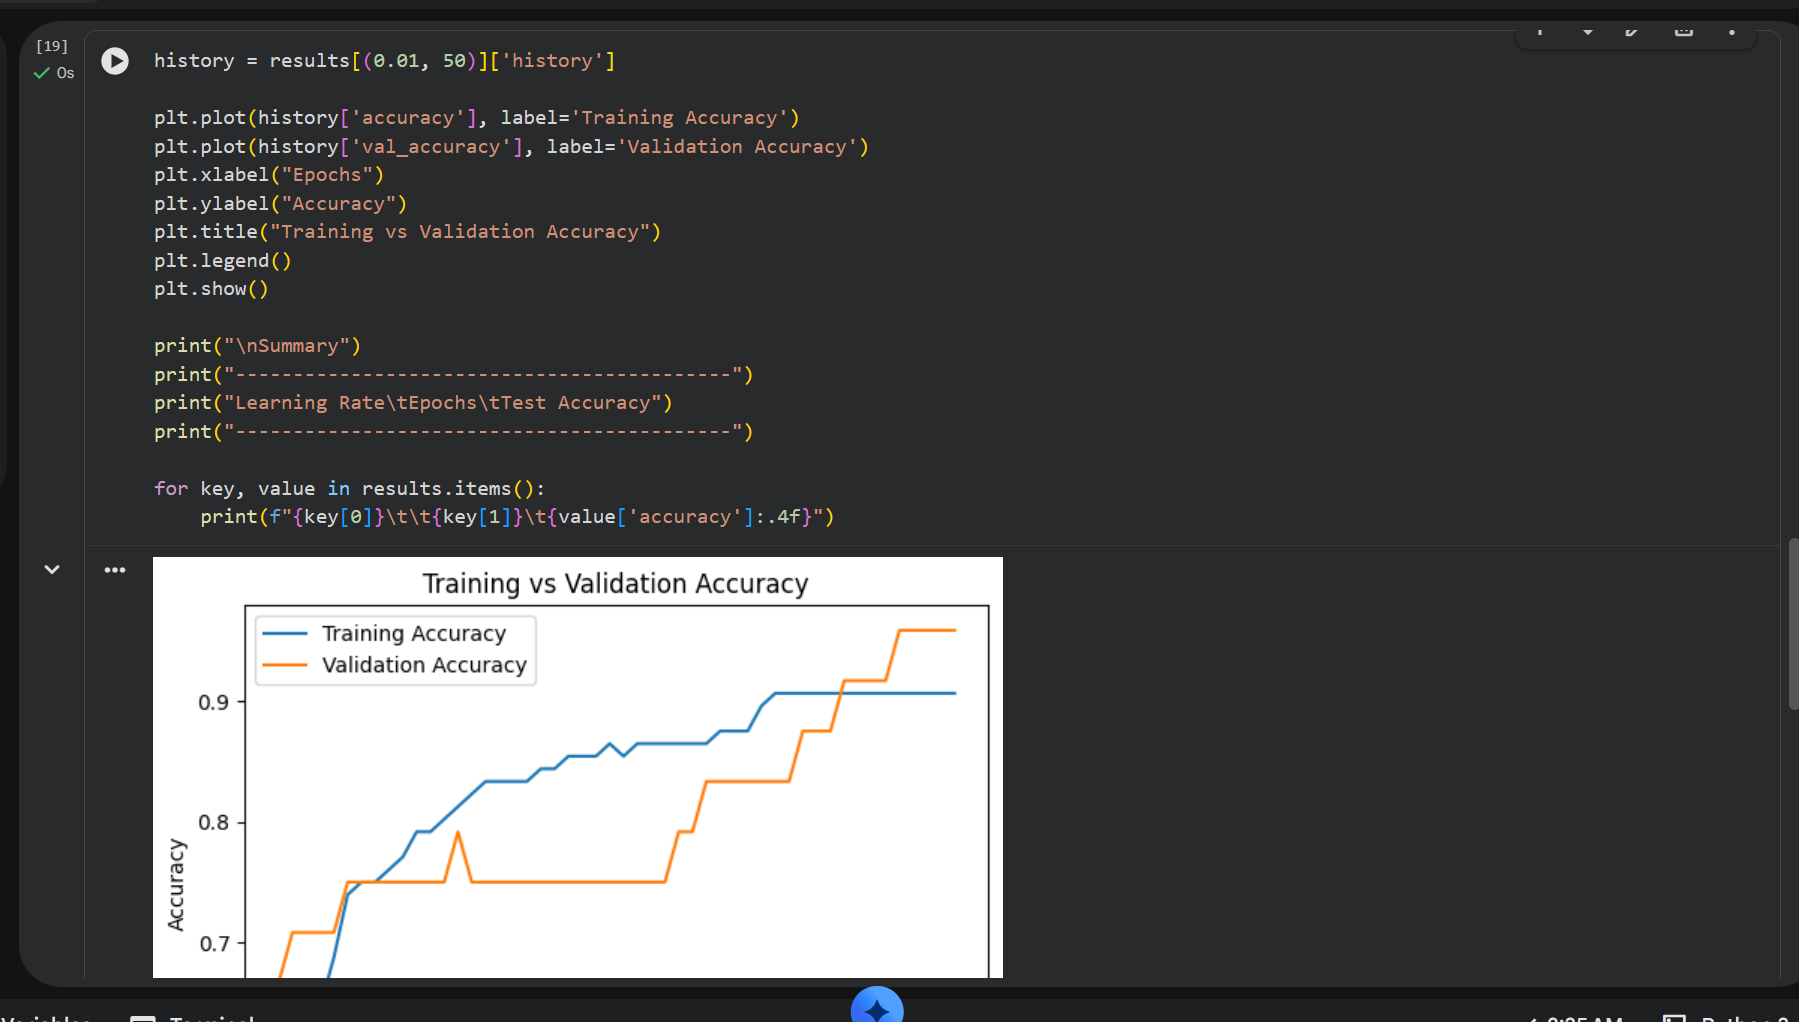 [19]
0s
history = results[(0.01, 50)]['history']
plt.plot(history['accuracy'], label='Training Accuracy')
plt.plot(history['val_accuracy'], label='Validation Accuracy')
plt.xlabel("Epochs")
plt.ylabel("Accuracy")
plt.title("Training vs Validation Accuracy")
plt.legend()
plt.show()
print("\nSummary")
print("-------------------------------------------")
print("Learning Rate\tEpochs\tTest Accuracy")
print("-------------------------------------------")
for key, value in results.items():
    print(f"{key[0]}\t\t{key[1]}\t{value['accuracy']:.4f}")
Training vs Validation Accuracy
Training Accuracy
Validation Accuracy
0.9
0.8
0.7
Accuracy
Terminal